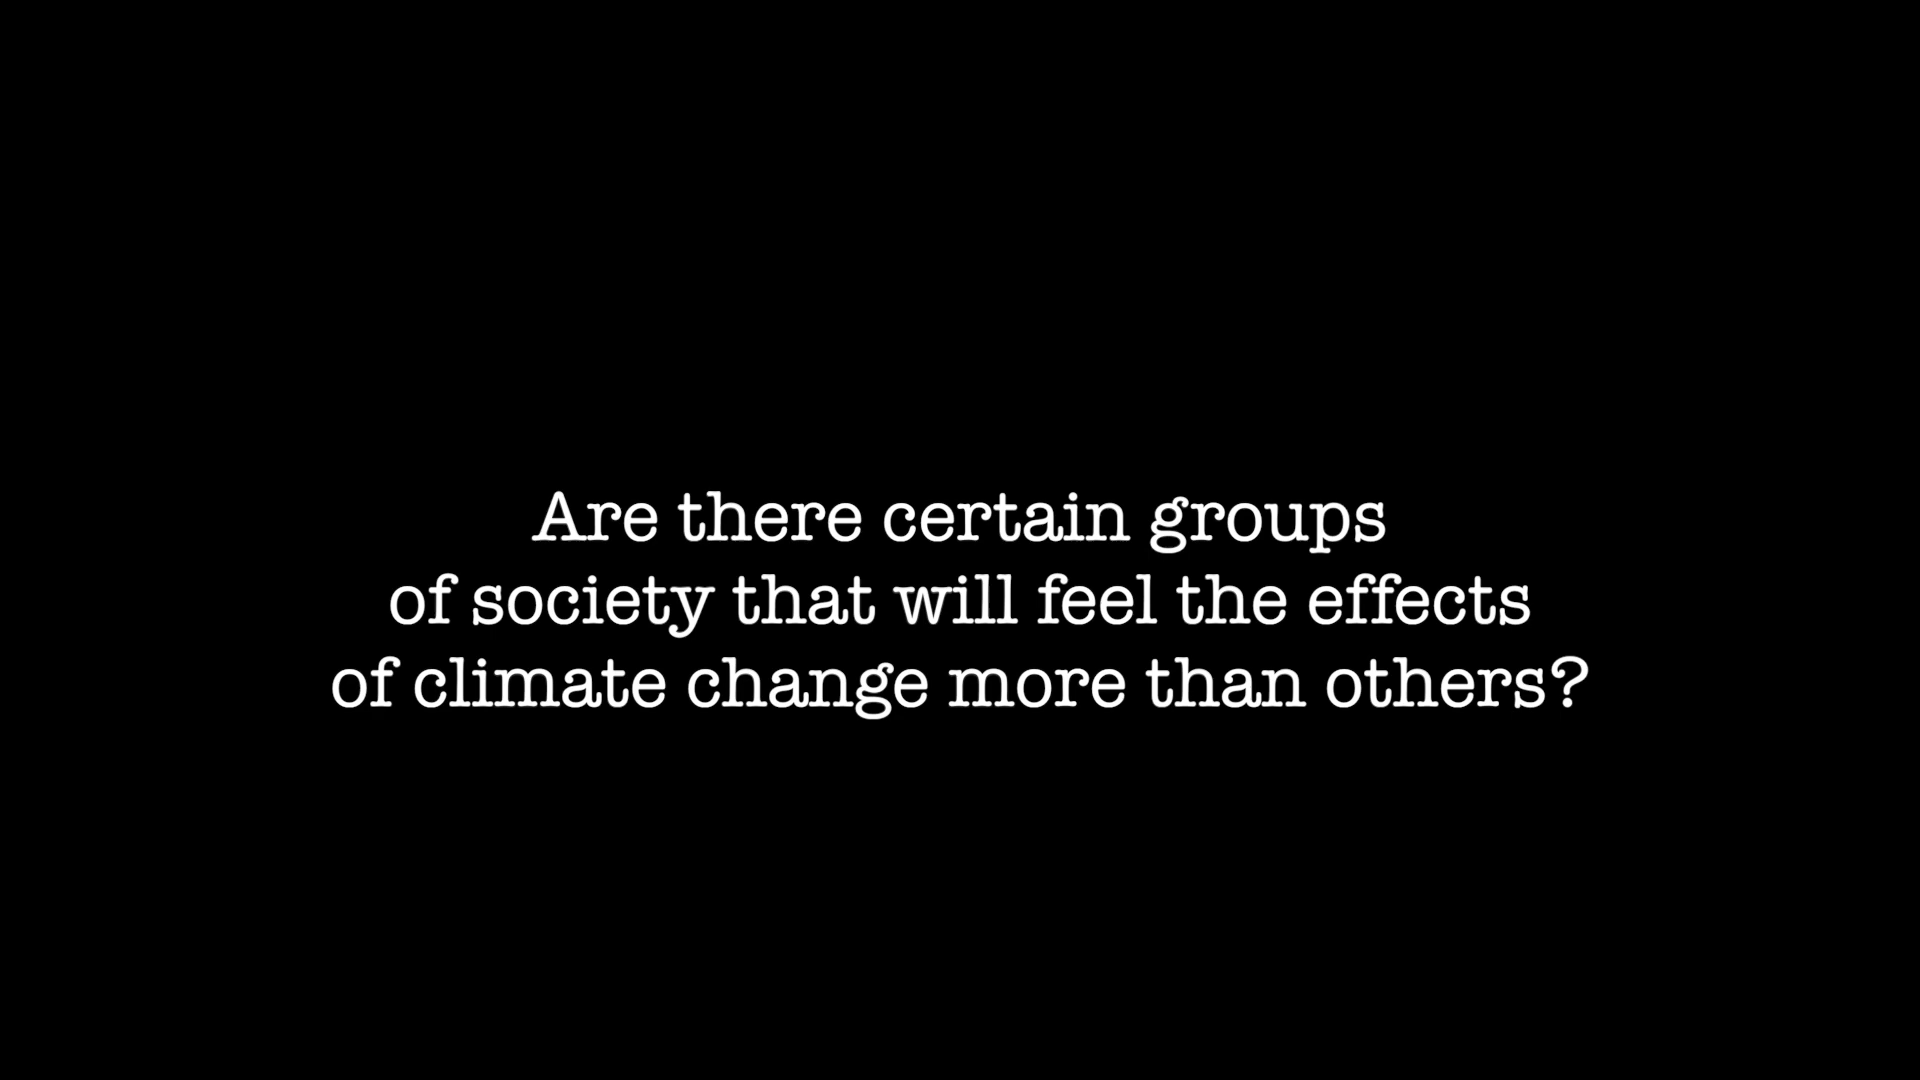 Are there certain groups
of society that will feel the effects
of climate change more than others?